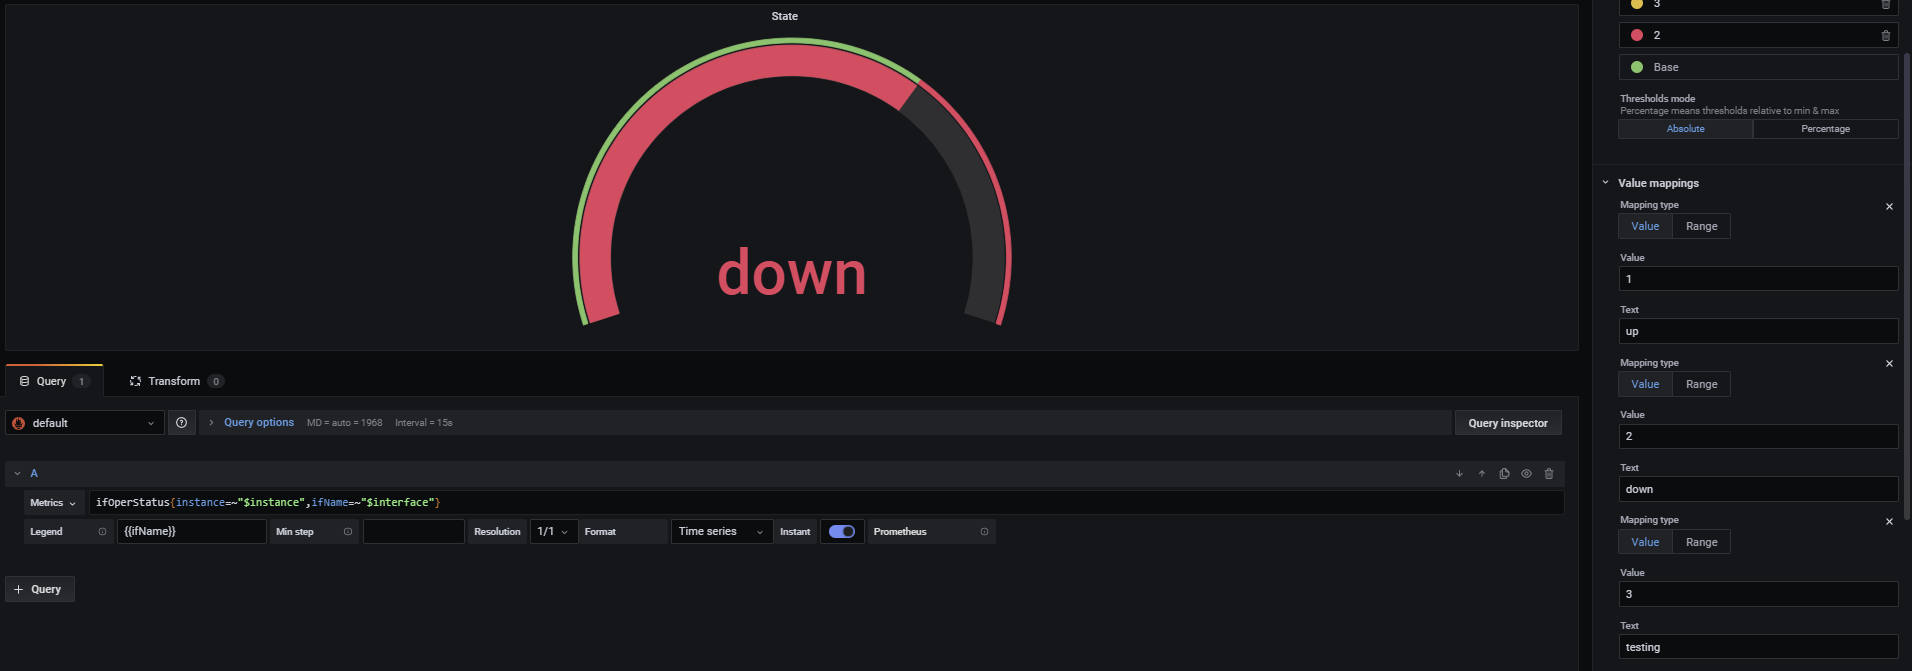 State
down
Query 1
Transform 0
default
Query options MD = auto = 1968 Interval = 15s
Query inspector
A
Metrics
ifOperStatus{instance=~"$instance",ifName=~"$interface"}
Legend {{ifName}} Min step Resolution 1/1 Format Time series Instant Prometheus
+ Query
3
2
Base
Thresholds mode
Percentage means thresholds relative to min & max
Absolute Percentage
Value mappings
Mapping type
Value Range
Value
1
Text
up
Mapping type
Value Range
Value
2
Text
down
Mapping type
Value Range
Value
3
Text
testing